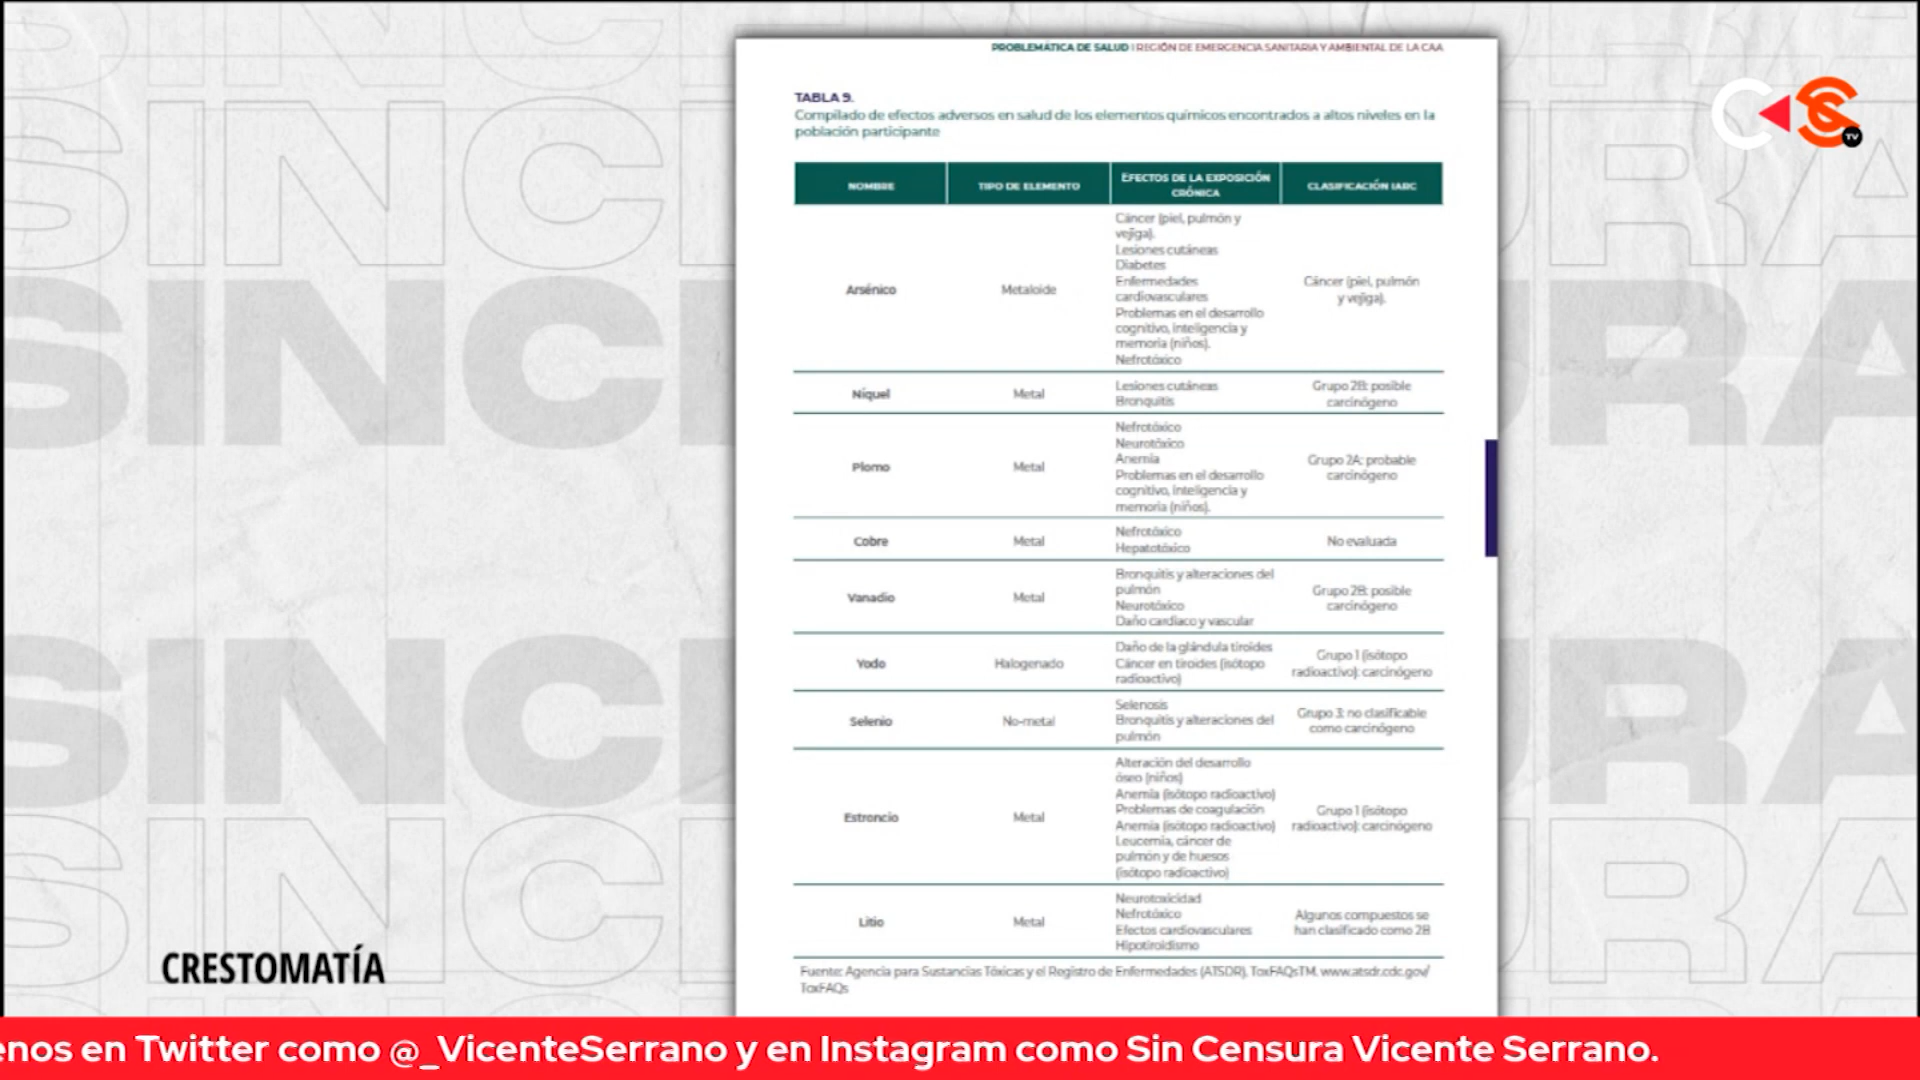 PROBLEMÁTICA DE SALUD | REGIÓN DE EMERGENCIA SANITARIA Y AMBIENTAL DE LA CAA
TABLA 9.
Compilado de efectos adversos en salud de los elementos químicos encontrados a altos niveles en la
población participante
NOMBRE
TIPO DE ELEMENTO
EFECTOS DE LA EXPOSICIÓN
CRÓNICA
CLASIFICACIÓN IARC
Arsénico
Metaloide
Cáncer (piel, pulmón y
vejiga).
Lesiones cutáneas
Diabetes
Enfermedades
cardiovasculares
Problemas en el desarrollo
cognitivo, inteligencia y
memoria (niños).
Nefrotóxico
Cáncer (piel, pulmón
y vejiga).
Níquel
Metal
Lesiones cutáneas
Bronquitis
Grupo 2B: posible
carcinógeno
Plomo
Metal
Nefrotóxico
Neurotóxico
Anemia
Problemas en el desarrollo
cognitivo, inteligencia y
memoria (niños).
Grupo 2A: probable
carcinógeno
Cobre
Metal
Nefrotóxico
Hepatotóxico
No evaluada
Vanadio
Metal
Bronquitis y alteraciones del
pulmón
Neurotóxico
Daño cardíaco y vascular
Grupo 2B: posible
carcinógeno
Yodo
Halogenado
Daño de la glándula tiroides
Cáncer en tiroides (isótopo
radioactivo)
Grupo 1 (isótopo
radioactivo): carcinógeno
Selenio
No-metal
Selenosis
Bronquitis y alteraciones del
pulmón
Grupo 3: no clasificable
como carcinógeno
Estroncio
Metal
Alteración del desarrollo
óseo (niños)
Anemia (isótopo radioactivo)
Problemas de coagulación
Anemia (isótopo radioactivo)
Leucemia, cáncer de
pulmón y de huesos
(isótopo radioactivo)
Grupo 1 (isótopo
radioactivo): carcinógeno
Litio
Metal
Neurotoxicidad
Nefrotóxico
Efectos cardiovasculares
Hipotiroidismo
Algunos compuestos se
han clasificado como 2B
Fuente: Agencia para Sustancias Tóxicas y el Registro de Enfermedades (ATSDR), ToxFAQsTM, www.atsdr.cdc.gov/
ToxFAQs
CRESTOMATÍA
TV
enos en Twitter como @_VicenteSerrano y en Instagram como Sin Censura Vicente Serrano.